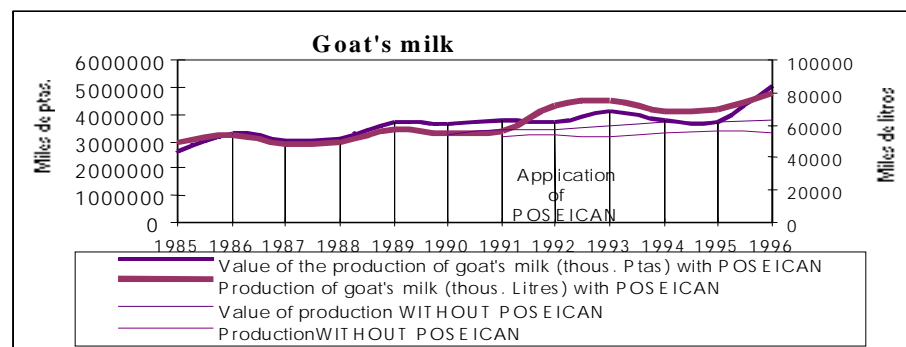 Goat's milk
Miles de ptas.
6000000
5000000
4000000
3000000
2000000
1000000
0
100000
80000
60000
40000
20000
0
Miles de litros
Application
of
POSEICAN
1985 1986 1987 1988 1989 1990 1991 1992 1993 1994 1995 1996
Value of the production of goat's milk (thous. Ptas) with POSEICAN
Production of goat's milk (thous. Litres) with POSEICAN
Value of production WITHOUT POSEICAN
ProductionWITHOUT POSEICAN